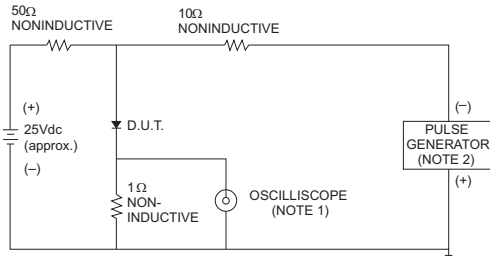 50Ω
NONINDUCTIVE
10Ω
NONINDUCTIVE
(+)
25Vdc
(approx.)
(–)
D.U.T.
1Ω
NON-
INDUCTIVE
OSCILLISCOPE
(NOTE 1)
(–)
PULSE
GENERATOR
(NOTE 2)
(+)